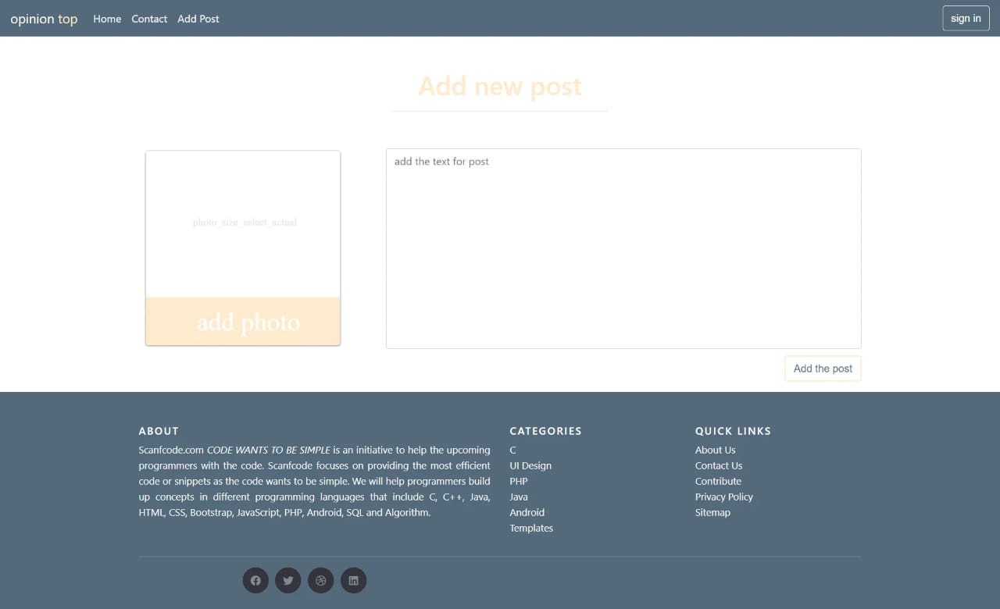 opinion top Home Contact Add Post sign in
Add new post
add the text for post
photo_size_select_actual
add photo
Add the post
ABOUT
Scanfcode.com CODE WANTS TO BE SIMPLE is an initiative to help the upcoming
programmers with the code. Scanfcode focuses on providing the most efficient
code or snippets as the code wants to be simple. We will help programmers build
up concepts in different programming languages that include C, C++, Java,
HTML, CSS, Bootstrap, JavaScript, PHP, Android, SQL and Algorithm.
CATEGORIES
C
UI Design
PHP
Java
Android
Templates
QUICK LINKS
About Us
Contact Us
Contribute
Privacy Policy
Sitemap